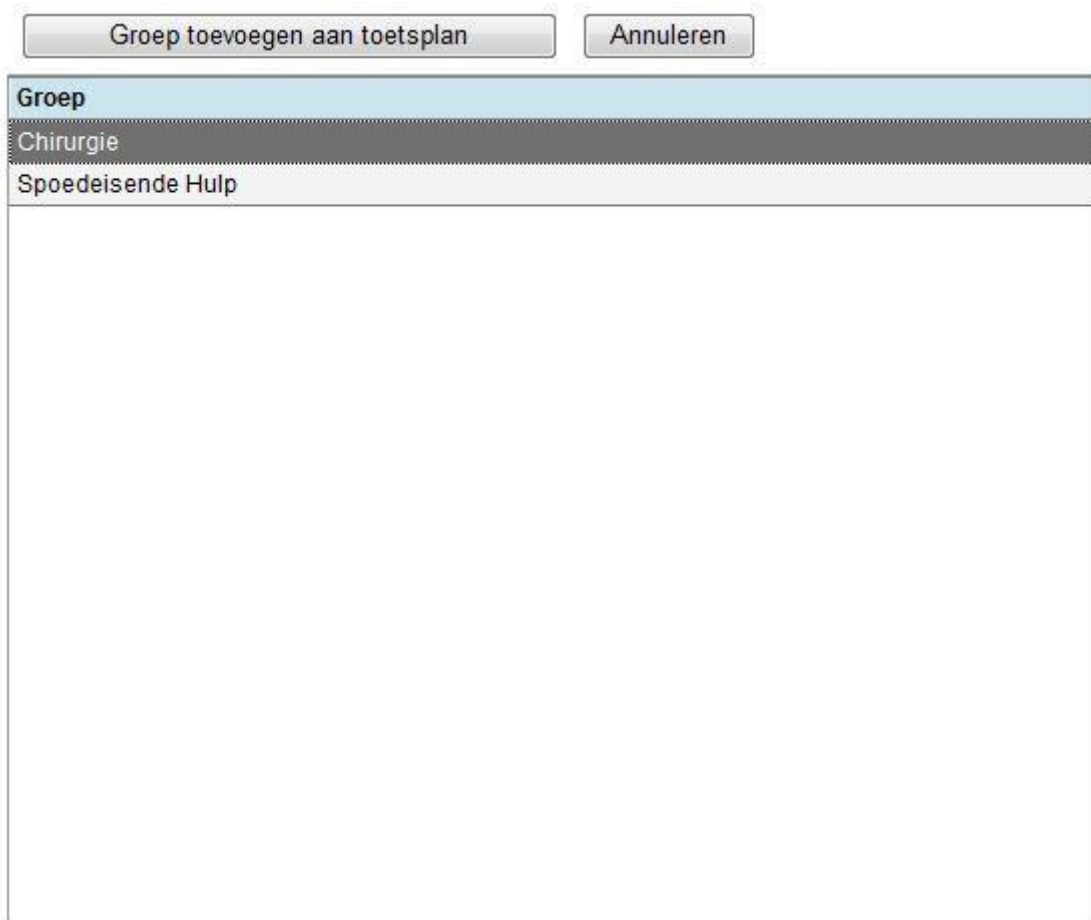 Groep toevoegen aan toetsplan Annuleren
Groep
Chirurgie
Spoedeisende Hulp